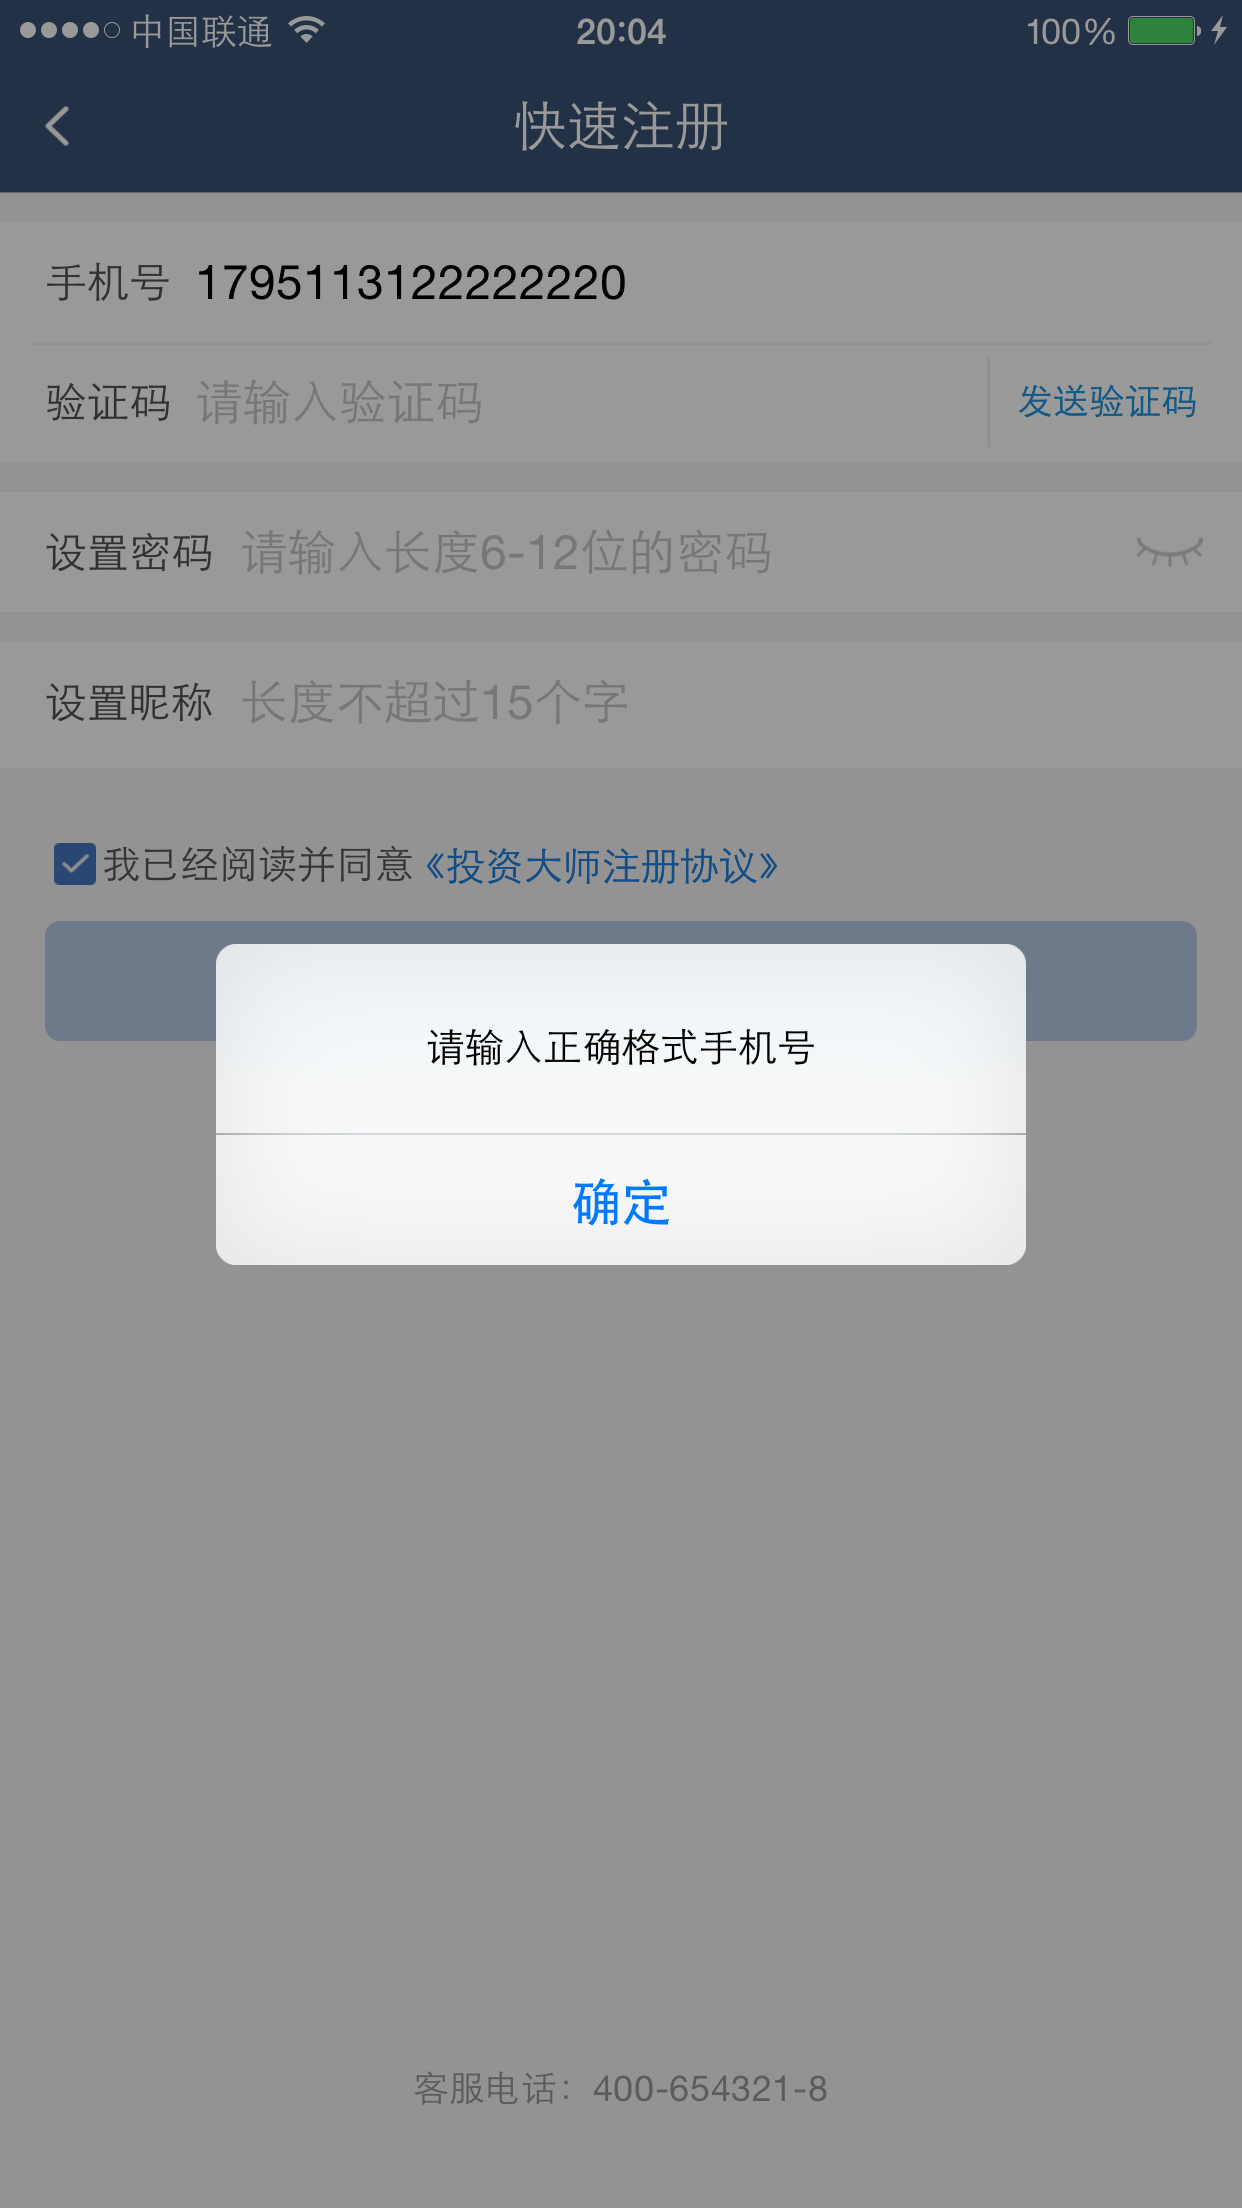 中国联通 20:04 100%
快速注册
手机号 1795113122222220
验证码 请输入验证码 发送验证码
设置密码 请输入长度6-12位的密码
设置昵称 长度不超过15个字
我已经阅读并同意《投资大师注册协议》
请输入正确格式手机号
确定
客服电话：400-654321-8